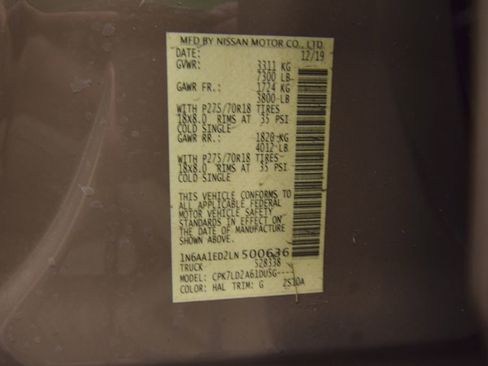 MFD BY NISSAN MOTOR CO., LTD.
DATE: 12/19
GVWR: 3311 KG
7300 LB
GAWR FR.: 1724 KG
3800 LB
WITH P275/70R18 TIRES
18X8.0 RIMS AT 35 PSI
COLD SINGLE
GAWR RR.: 1820 KG
4012 LB
WITH P275/70R18 TIRES
18X8.0 RIMS AT 35 PSI
COLD SINGLE
THIS VEHICLE CONFORMS TO
ALL APPLICABLE FEDERAL
MOTOR VEHICLE SAFETY
STANDARDS IN EFFECT ON
THE DATE OF MANUFACTURE
SHOWN ABOVE
1N6AA1ED2LN500636
TRUCK 528338
MODEL: CPK7LD2A61DUSG----
COLOR: HAL TRIM: G 2510A